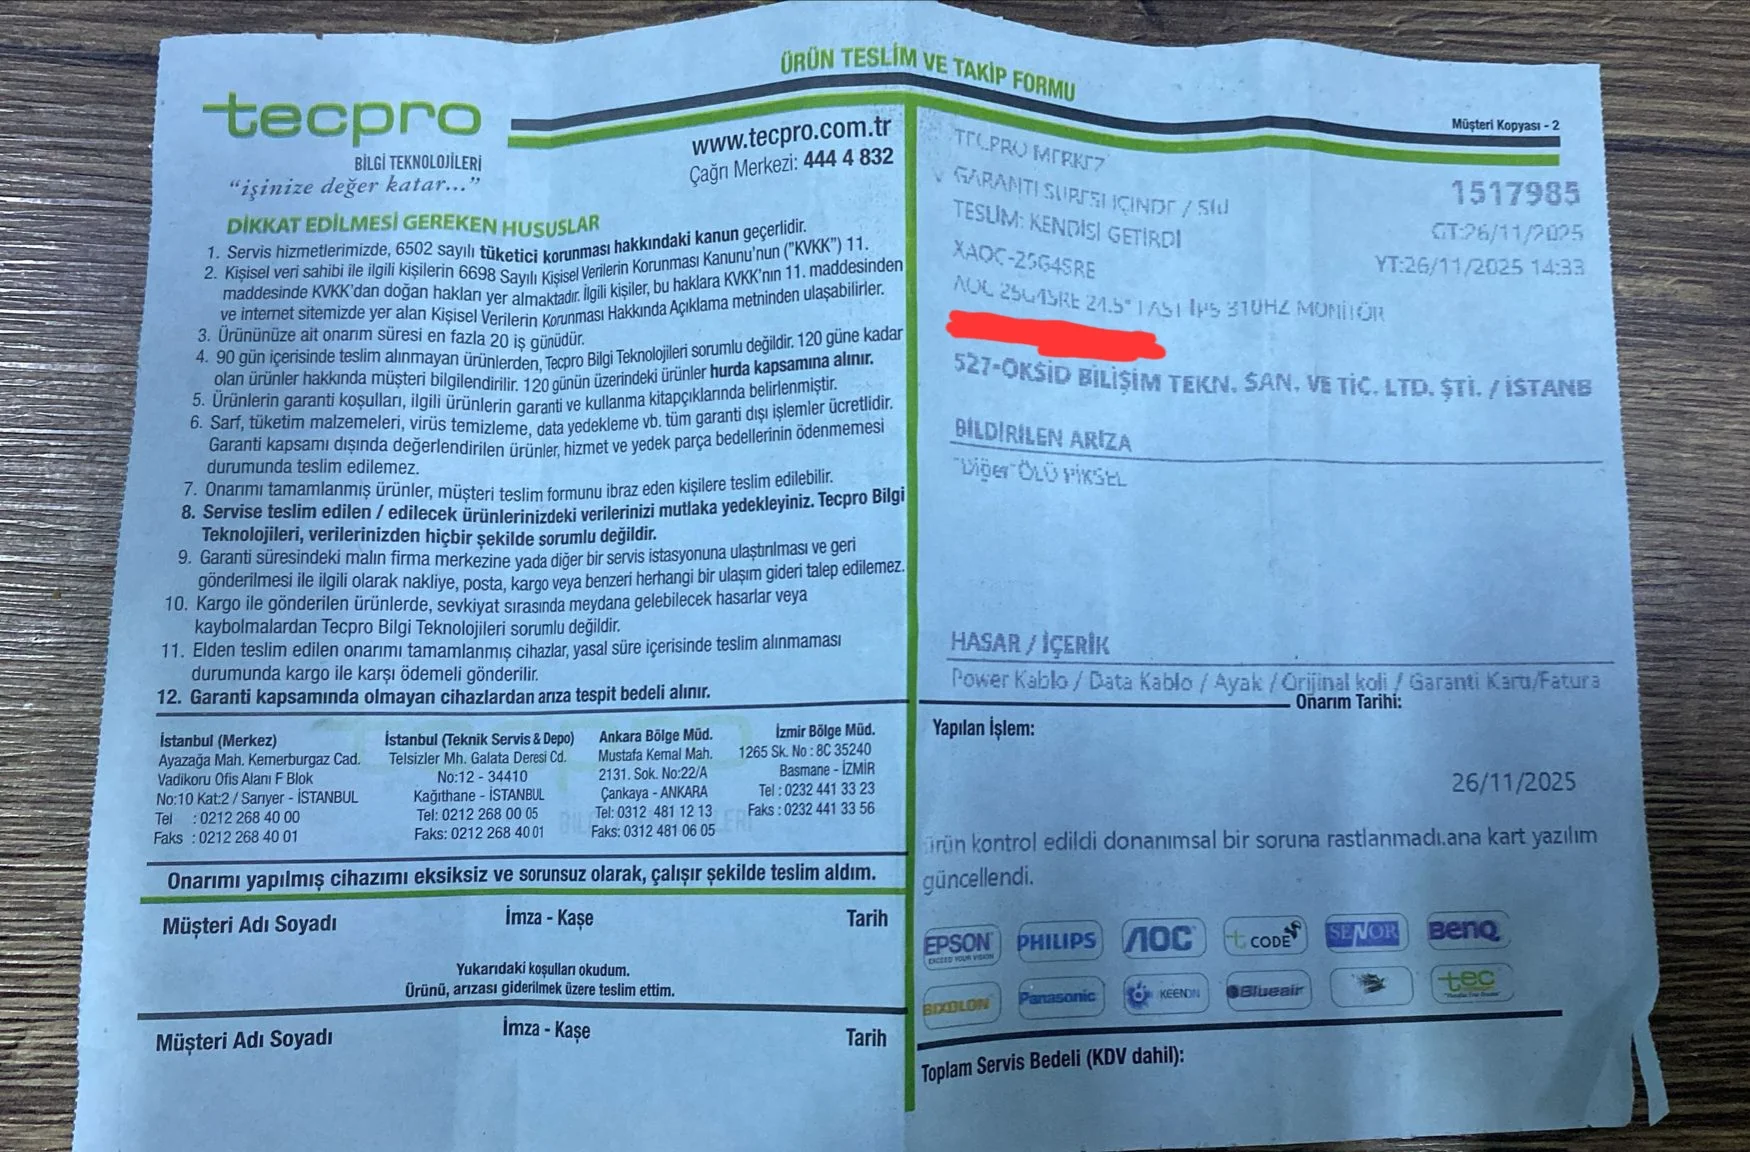 ÜRÜN TESLİM VE TAKİP FORMU
tecpro
BİLGİ TEKNOLOJİLERİ
"işinize değer katar..."
www.tecpro.com.tr
Çağrı Merkezi: 444 4 832
Müşteri Kopyası - 2
DİKKAT EDİLMESİ GEREKEN HUSUSLAR
1. Servis hizmetlerimizde, 6502 sayılı tüketici korunması hakkındaki kanun geçerlidir.
2. Kişisel veri sahibi ile ilgili kişilerin 6698 Sayılı Kişisel Verilerin Korunması Kanunu'nun ("KVKK") 11.
maddesinde KVKK'dan doğan hakları yer almaktadır. İlgili kişiler, bu haklara KVKK'nın 11. maddesinden
ve internet sitemizde yer alan Kişisel Verilerin Korunması Hakkında Açıklama metninden ulaşabilirler.
3. Ürününüze ait onarım süresi en fazla 20 iş günüdür.
4. 90 gün içerisinde teslim alınmayan ürünlerden, Tecpro Bilgi Teknolojileri sorumlu değildir. 120 güne kadar
olan ürünler hakkında müşteri bilgilendirilir. 120 günün üzerindeki ürünler hurda kapsamına alınır.
5. Ürünlerin garanti koşulları, ilgili ürünlerin garanti ve kullanma kitapçıklarında belirlenmiştir.
6. Sarf, tüketim malzemeleri, virüs temizleme, data yedekleme vb. tüm garanti dışı işlemler ücretlidir.
Garanti kapsamı dışında değerlendirilen ürünler, hizmet ve yedek parça bedellerinin ödenmemesi
durumunda teslim edilemez.
7. Onarımı tamamlanmış ürünler, müşteri teslim formunu ibraz eden kişilere teslim edilebilir.
8. Servise teslim edilen / edilecek ürünlerinizdeki verilerinizi mutlaka yedekleyiniz. Tecpro Bilgi
Teknolojileri, verilerinizden hiçbir şekilde sorumlu değildir.
9. Garanti süresindeki malın firma merkezine yada diğer bir servis istasyonuna ulaştırılması ve geri
gönderilmesi ile ilgili olarak nakliye, posta, kargo veya benzeri herhangi bir ulaşım gideri talep edilemez.
10. Kargo ile gönderilen ürünlerde, sevkiyat sırasında meydana gelebilecek hasarlar veya
kaybolmalardan Tecpro Bilgi Teknolojileri sorumlu değildir.
11. Elden teslim edilen onarımı tamamlanmış cihazlar, yasal süre içerisinde teslim alınmaması
durumunda kargo ile karşı ödemeli gönderilir.
12. Garanti kapsamında olmayan cihazlardan arıza tespit bedeli alınır.
İstanbul (Merkez)
Ayazağa Mah. Kemerburgaz Cad.
Vadikoru Ofis Alanı F Blok
No:10 Kat:2 / Sarıyer - İSTANBUL
Tel : 0212 268 40 00
Faks : 0212 268 40 01
İstanbul (Teknik Servis & Depo)
Telsizler Mh. Galata Deresi Cd.
No:12 - 34410
Kağıthane - İSTANBUL
Tel: 0212 268 00 05
Faks: 0212 268 40 01
Ankara Bölge Müd.
Mustafa Kemal Mah.
2131. Sok. No:22/A
Çankaya - ANKARA
Tel: 0312 481 12 13
Faks: 0312 481 06 05
İzmir Bölge Müd.
1265 Sk. No : 8C 35240
Basmane - İZMİR
Tel : 0232 441 33 23
Faks : 0232 441 33 56
Onarımı yapılmış cihazımı eksiksiz ve sorunsuz olarak, çalışır şekilde teslim aldım.
Müşteri Adı Soyadı İmza - Kaşe Tarih
Yukarıdaki koşulları okudum.
Ürünü, arızası giderilmek üzere teslim ettim.
Müşteri Adı Soyadı İmza - Kaşe Tarih
TECPRO MERKEZ
1517985
GARANTI SURESI IÇINDE /
GT:26/11/2025
TESLIM: KENDİSİ GETİRDİ
YT:26/11/2025 14:33
XAOC-25G4SRE
AOC 25G4SRE 24.5" FAST IPS 310HZ MONİTÖR
527-OKSİD BİLİŞİM TEKN. SAN. VE TİC. LTD. ŞTİ. / İSTANB
BİLDİRİLEN ARIZA
"Diğer" ÖLÜ PİKSEL
HASAR / İÇERİK
Power Kablo / Data Kablo / Ayak / Orijinal koli / Garanti Kartı/Fatura
Onarım Tarihi:
Yapılan İşlem:
26/11/2025
ürün kontrol edildi donanımsal bir soruna rastlanmadı.ana kart yazılım
güncellendi.
EPSON
EXCEED YOUR VISION
PHILIPS
AOC
t CODE
SENOR
BenQ
BIXOLON
Panasonic
KEENON
Blueair
tec
Toplam Servis Bedeli (KDV dahil):